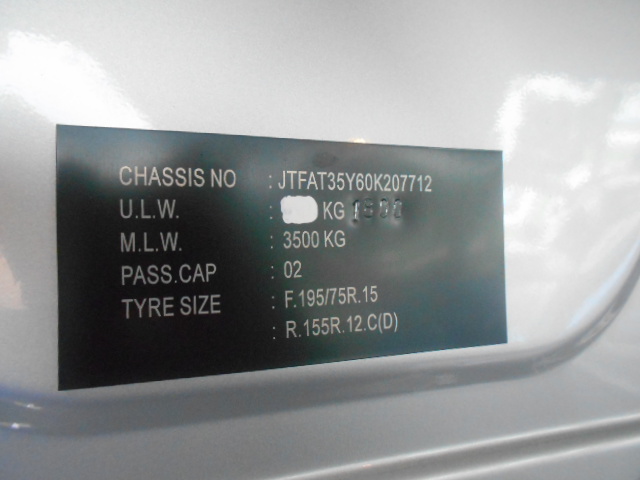 CHASSIS NO : JTFAT35Y60K207712
U.L.W. : KG
M.L.W. : 3500 KG
PASS.CAP : 02
TYRE SIZE : F.195/75R.15
: R.155R.12.C(D)